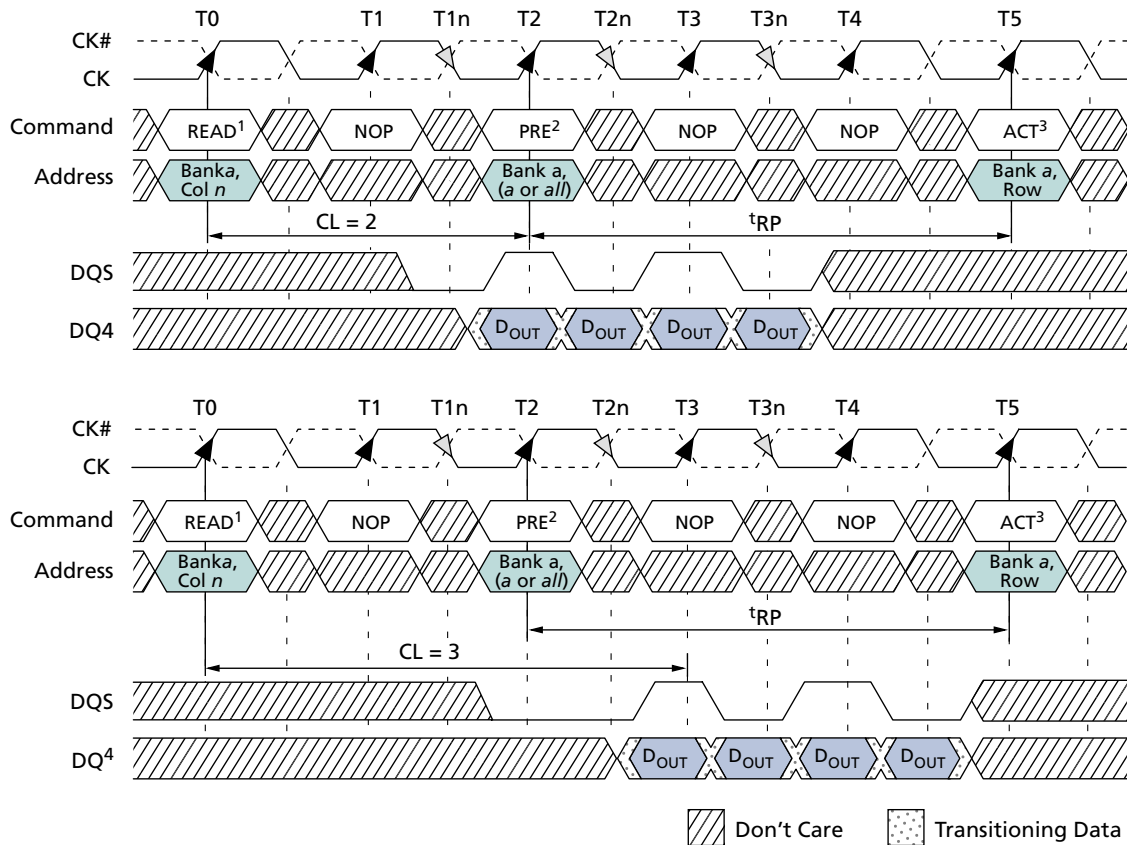 T0 T1 T1n T2 T2n T3 T3n T4 T5
CK#
CK
Command READ¹ NOP PRE² NOP NOP ACT³
Address Banka, Col n Bank a, (a or all) Bank a, Row
CL = 2 ᵗRP
DQS
DQ4 DOUT DOUT DOUT DOUT
T0 T1 T1n T2 T2n T3 T3n T4 T5
CK#
CK
Command READ¹ NOP PRE² NOP NOP ACT³
Address Banka, Col n Bank a, (a or all) Bank a, Row
ᵗRP
CL = 3
DQS
DQ⁴ DOUT DOUT DOUT DOUT
Don't Care Transitioning Data